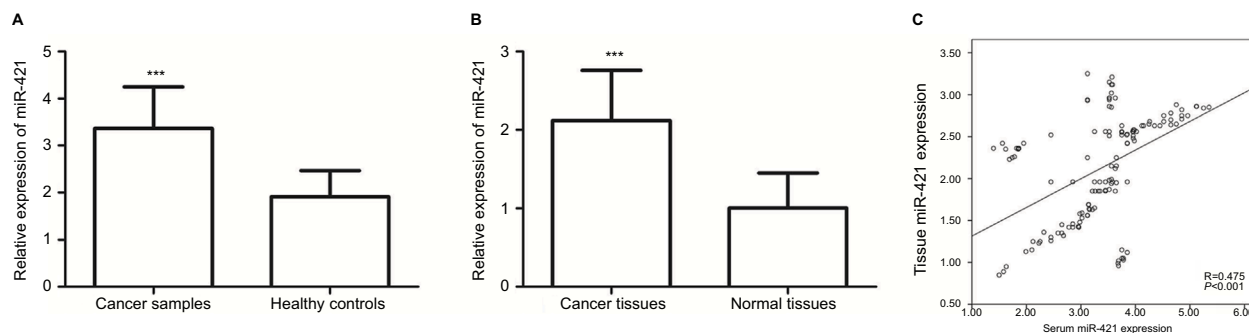 A
Relative expression of miR-421
5
4
3
2
1
0
***
Cancer samples
Healthy controls
B
Relative expression of miR-421
3
2
1
0
***
Cancer tissues
Normal tissues
C
Tissue miR-421 expression
3.50
3.00
2.50
2.00
1.50
1.00
0.50
R=0.475
P<0.001
1.00 2.00 3.00 4.00 5.00 6.00
Serum miR-421 expression